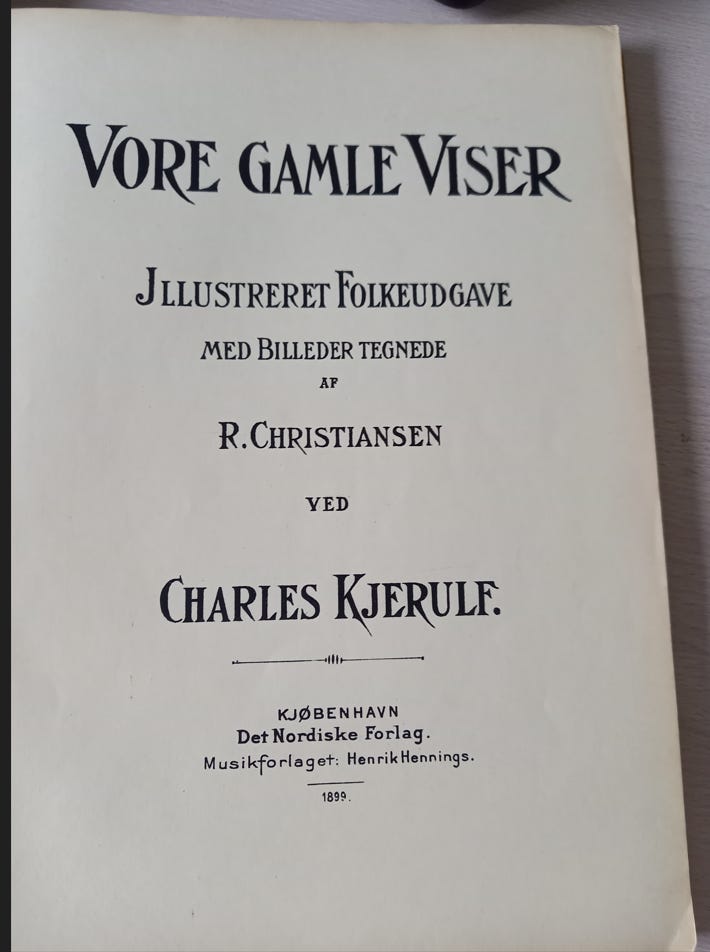 VORE GAMLE VISER
JLLUSTRERET FOLKEUDGAVE
MED BILLEDER TEGNEDE
AF
R. CHRISTIANSEN
VED
CHARLES KJERULF.
KJØBENHAVN
Det Nordiske Forlag.
Musikforlaget: Henrik Hennings.
1899.